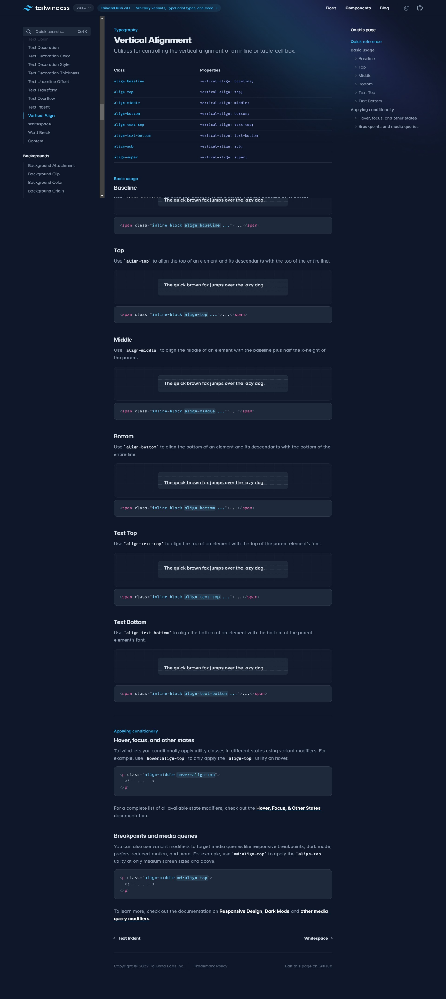 tailwindcss
v3.1.6
Tailwind CSS v3.1 · Arbitrary variants, TypeScript types, and more
Docs
Components
Blog
Quick search...
Ctrl K
Text Color
Text Decoration
Text Decoration Color
Text Decoration Style
Text Decoration Thickness
Text Underline Offset
Text Transform
Text Overflow
Text Indent
Vertical Align
Whitespace
Word Break
Content
Backgrounds
Background Attachment
Background Clip
Background Color
Background Origin
Typography
Vertical Alignment
Utilities for controlling the vertical alignment of an inline or table-cell box.
Class Properties
align-baseline vertical-align: baseline;
align-top vertical-align: top;
align-middle vertical-align: middle;
align-bottom vertical-align: bottom;
align-text-top vertical-align: text-top;
align-text-bottom vertical-align: text-bottom;
align-sub vertical-align: sub;
align-super vertical-align: super;
Basic usage
Baseline
Use `align-baseline` to align the baseline of an element with the baseline of its parent.
The quick brown fox jumps over the lazy dog.
<span class="inline-block align-baseline ...">...</span>
Top
Use `align-top` to align the top of an element and its descendants with the top of the entire line.
The quick brown fox jumps over the lazy dog.
<span class="inline-block align-top ...">...</span>
Middle
Use `align-middle` to align the middle of an element with the baseline plus half the x-height of
the parent.
The quick brown fox jumps over the lazy dog.
<span class="inline-block align-middle ...">...</span>
Bottom
Use `align-bottom` to align the bottom of an element and its descendants with the bottom of the
entire line.
The quick brown fox jumps over the lazy dog.
<span class="inline-block align-bottom ...">...</span>
Text Top
Use `align-text-top` to align the top of an element with the top of the parent element's font.
The quick brown fox jumps over the lazy dog.
<span class="inline-block align-text-top ...">...</span>
Text Bottom
Use `align-text-bottom` to align the bottom of an element with the bottom of the parent
element's font.
The quick brown fox jumps over the lazy dog.
<span class="inline-block align-text-bottom ...">...</span>
Applying conditionally
Hover, focus, and other states
Tailwind lets you conditionally apply utility classes in different states using variant modifiers. For
example, use `hover:align-top` to only apply the `align-top` utility on hover.
<p class="align-middle hover:align-top">
<!-- ... -->
</p>
For a complete list of all available state modifiers, check out the Hover, Focus, & Other States
documentation.
Breakpoints and media queries
You can also use variant modifiers to target media queries like responsive breakpoints, dark mode,
prefers-reduced-motion, and more. For example, use `md:align-top` to apply the `align-top`
utility at only medium screen sizes and above.
<p class="align-middle md:align-top">
<!-- ... -->
</p>
To learn more, check out the documentation on Responsive Design, Dark Mode and other media
query modifiers.
Text Indent
Whitespace
Copyright © 2022 Tailwind Labs Inc.
Trademark Policy
Edit this page on GitHub
On this page
Quick reference
Basic usage
Baseline
Top
Middle
Bottom
Text Top
Text Bottom
Applying conditionally
Hover, focus, and other states
Breakpoints and media queries